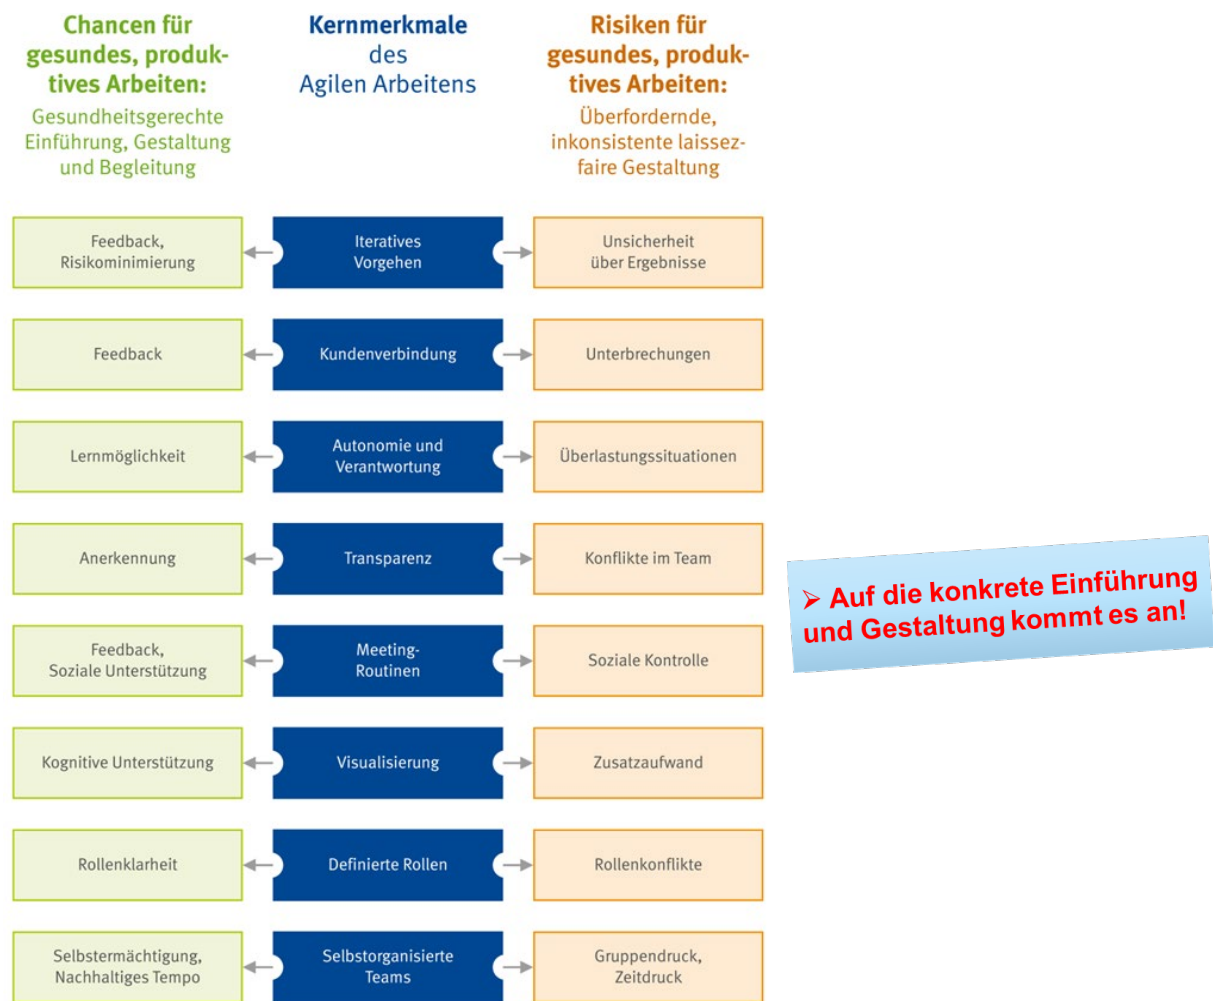 Chancen für
gesundes, produk-
tives Arbeiten:
Gesundheitsgerechte
Einführung, Gestaltung
und Begleitung
Kernmerkmale
des
Agilen Arbeitens
Risiken für
gesundes, produk-
tives Arbeiten:
Überfordernde,
inkonsistente laissez-
faire Gestaltung
Feedback,
Risikominimierung
Iteratives
Vorgehen
Unsicherheit
über Ergebnisse
Feedback
Kundenverbindung
Unterbrechungen
Lernmöglichkeit
Autonomie und
Verantwortung
Überlastungssituationen
Anerkennung
Transparenz
Konflikte im Team
Feedback,
Soziale Unterstützung
Meeting-
Routinen
Soziale Kontrolle
Kognitive Unterstützung
Visualisierung
Zusatzaufwand
Rollenklarheit
Definierte Rollen
Rollenkonflikte
Selbstermächtigung,
Nachhaltiges Tempo
Selbstorganisierte
Teams
Gruppendruck,
Zeitdruck
➢ Auf die konkrete Einführung
und Gestaltung kommt es an!